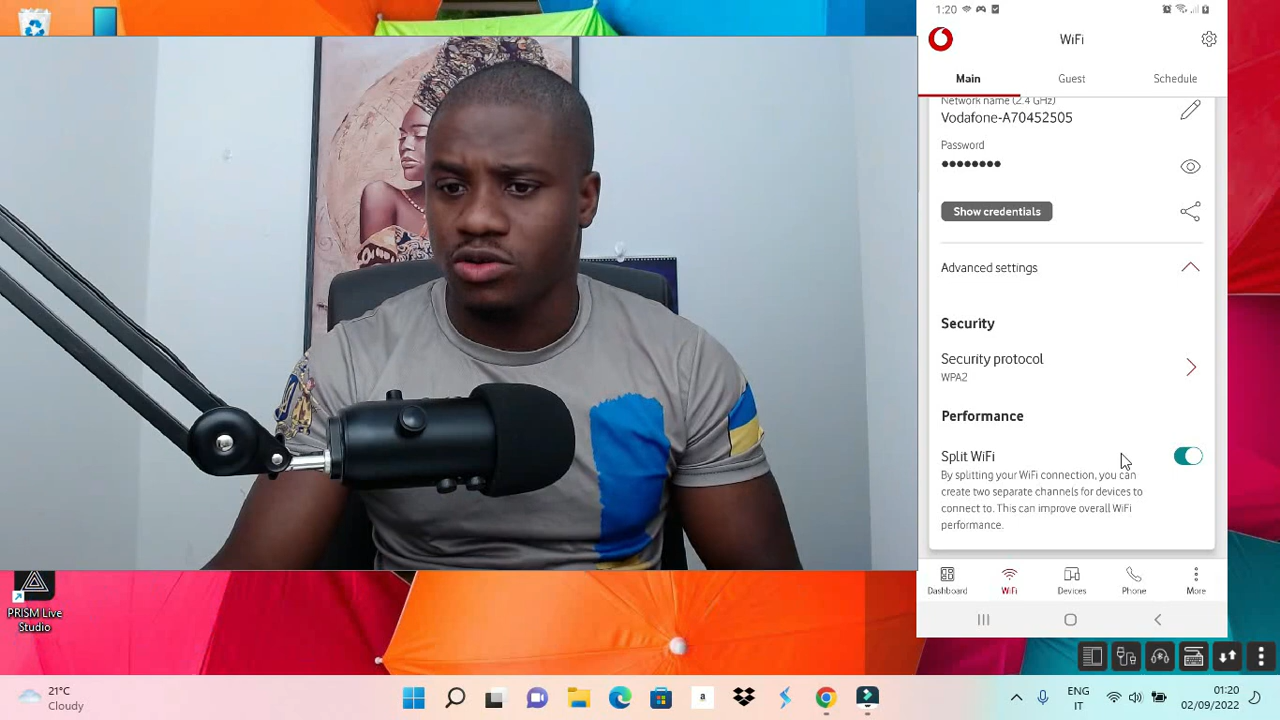 1:20
WiFi
Main
Guest
Schedule
Network name (2.4 GHz)
Vodafone-A70452505
Password
Show credentials
Advanced settings
Security
Security protocol
WPA2
Performance
Split WiFi
By splitting your WiFi connection, you can
create two separate channels for devices to
connect to. This can improve overall WiFi
performance.
Dashboard
WiFi
Devices
Phone
More
PRISM Live
Studio
21°C
Cloudy
a
ENG
IT
01:20
02/09/2022